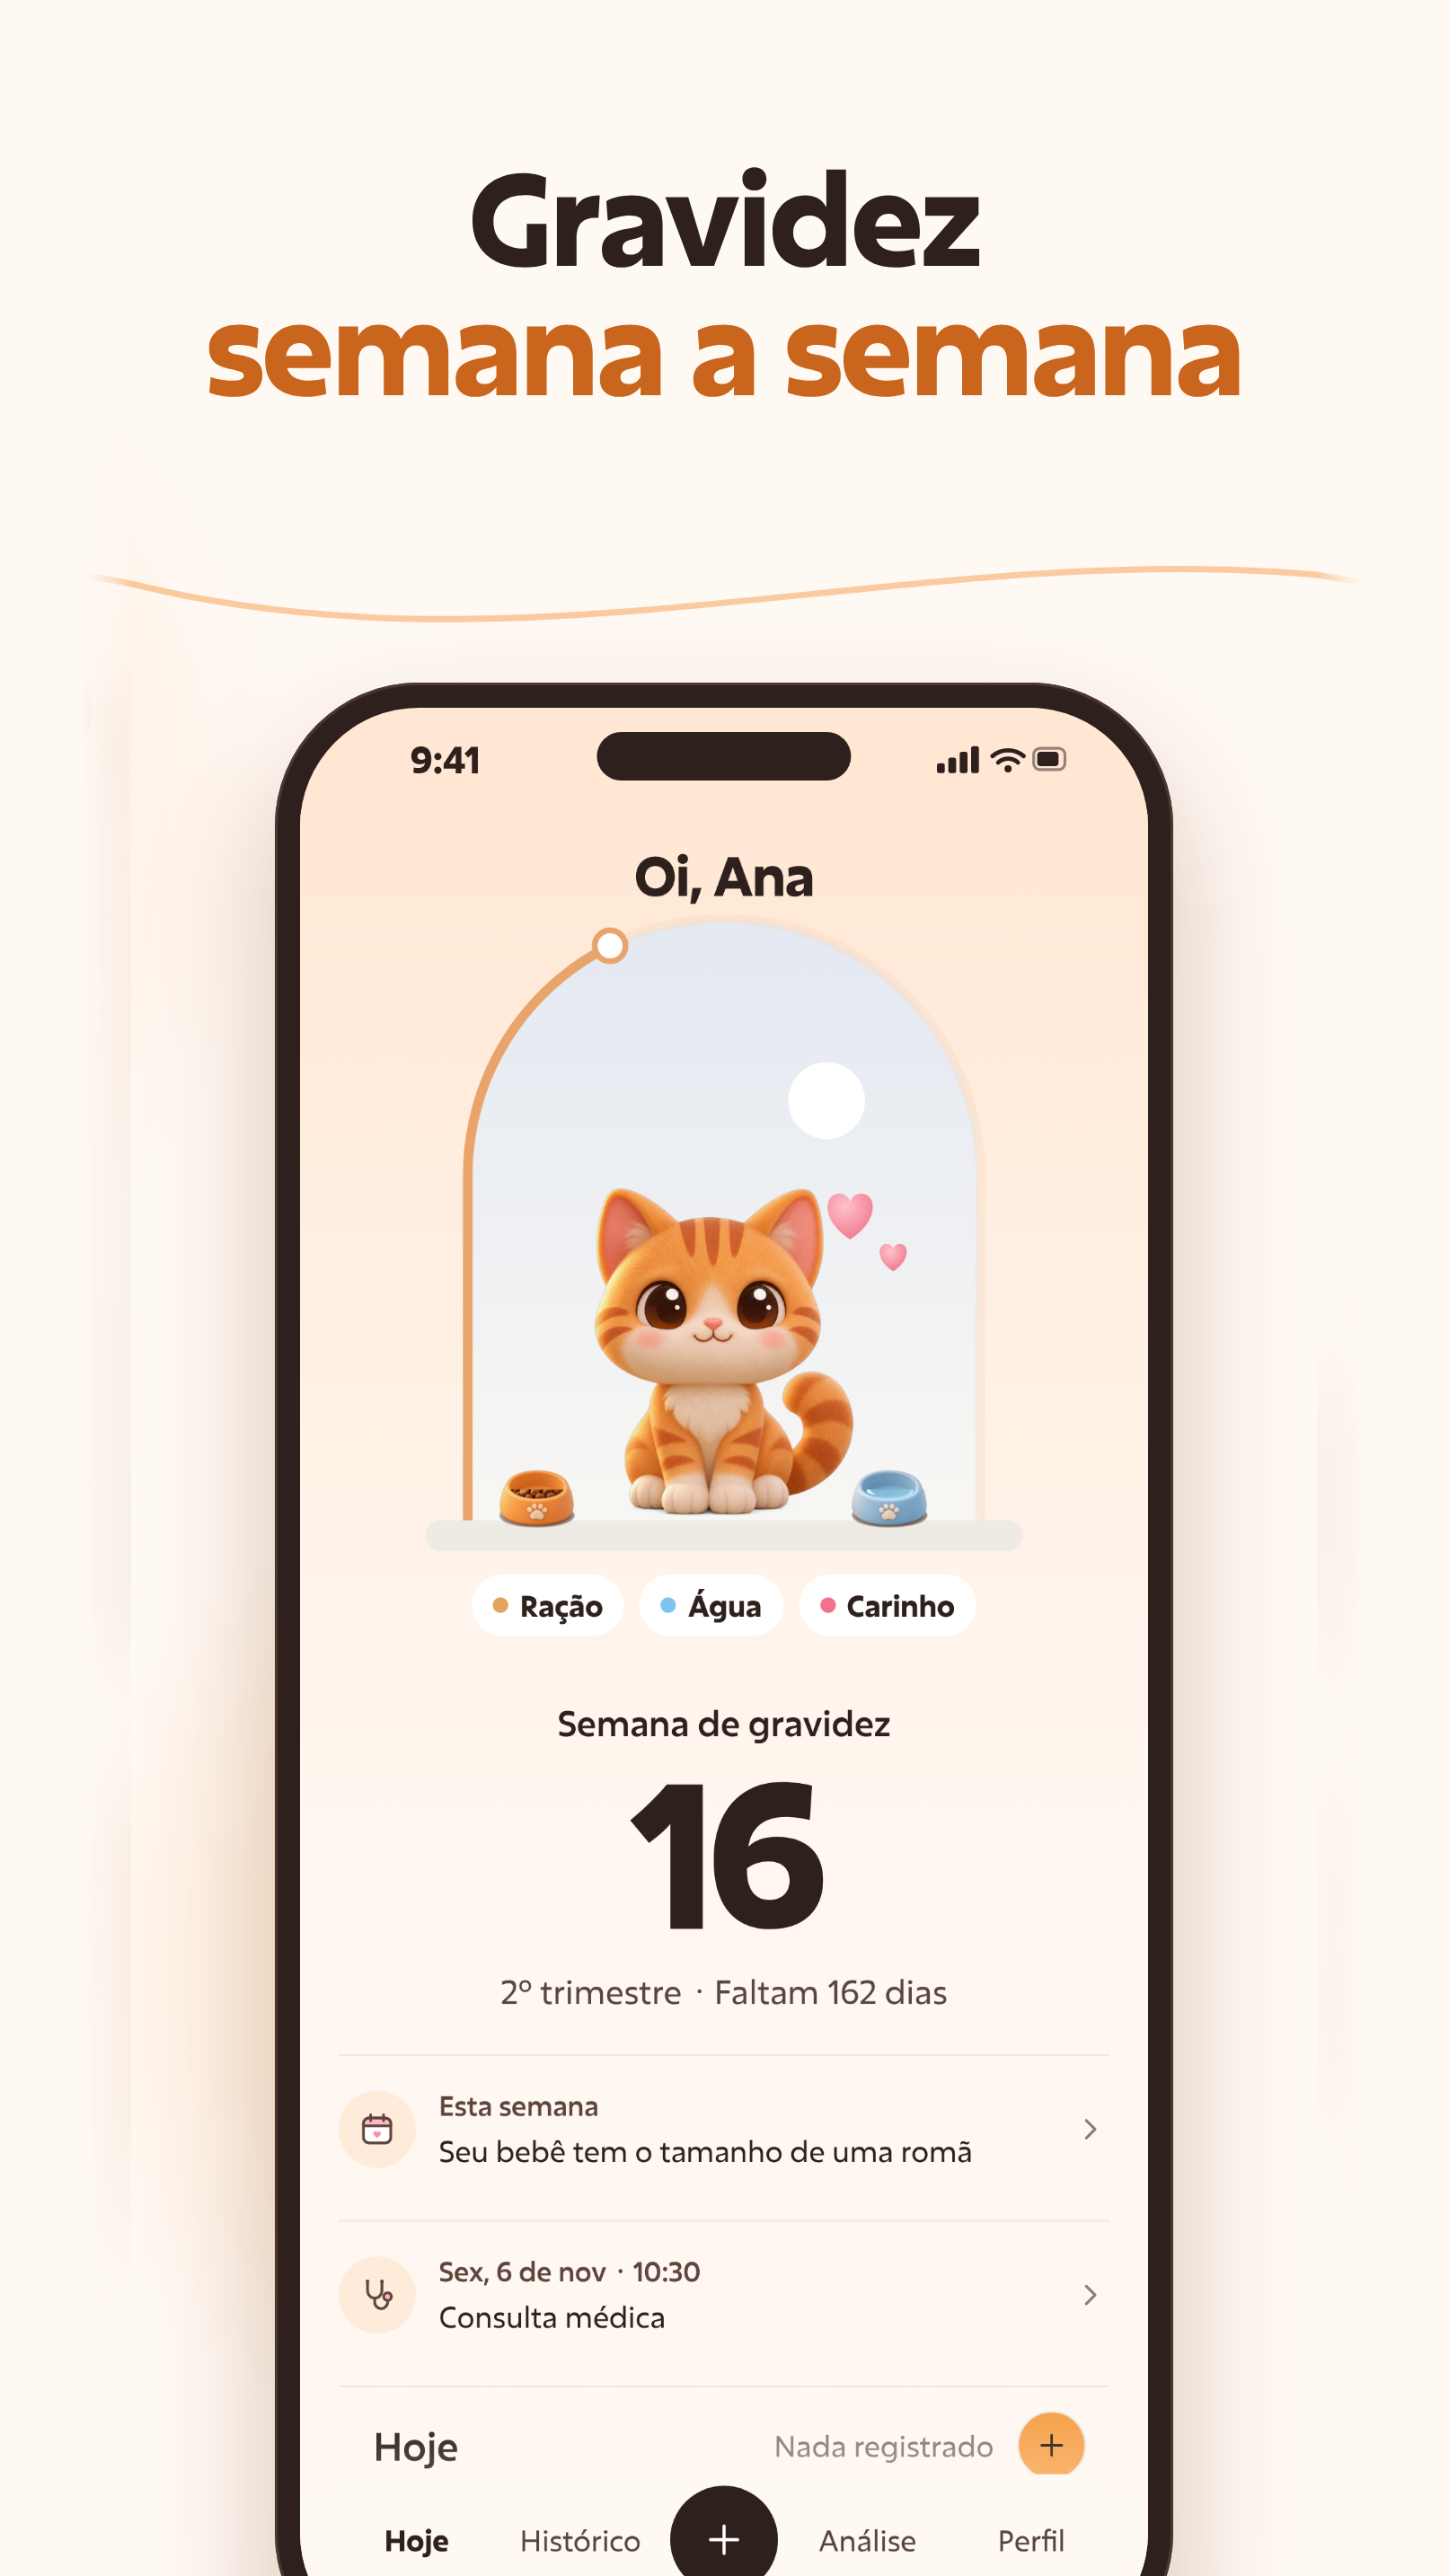 Gravidez
semana a semana
9:41
Oi, Ana
Ração
Água
Carinho
Semana de gravidez
16
2º trimestre · Faltam 162 dias
Esta semana
Seu bebê tem o tamanho de uma romã
Sex, 6 de nov · 10:30
Consulta médica
Hoje
Nada registrado
Hoje
Histórico
Análise
Perfil